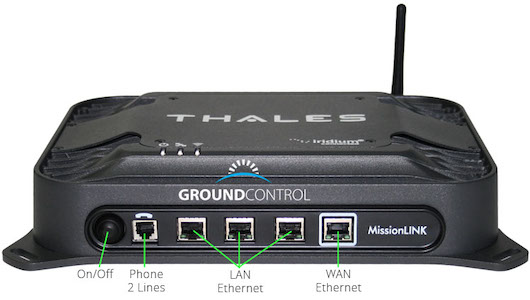 THALES
iridium
GROUNDCONTROL
MissionLINK
On/Off
Phone
2 Lines
LAN
Ethernet
WAN
Ethernet